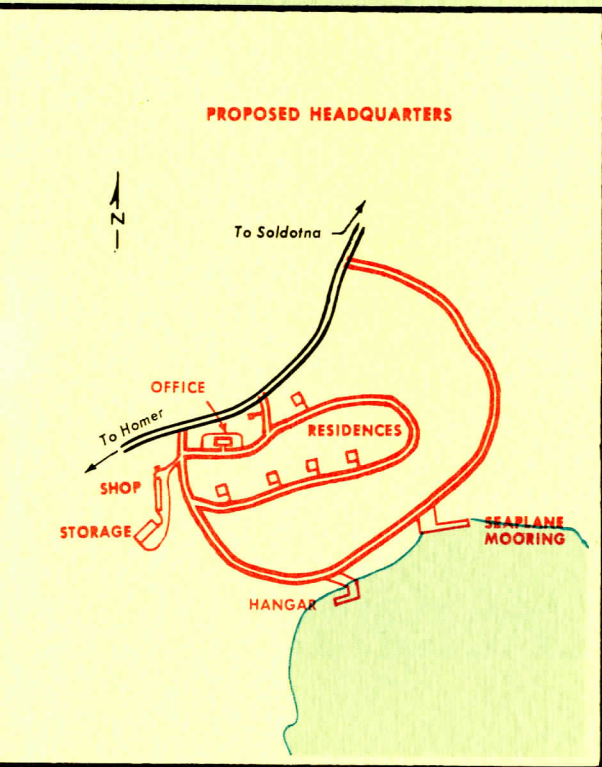 PROPOSED HEADQUARTERS
N
To Soldotna
OFFICE
To Homer
RESIDENCES
SHOP
STORAGE
SEAPLANE
MOORING
HANGAR